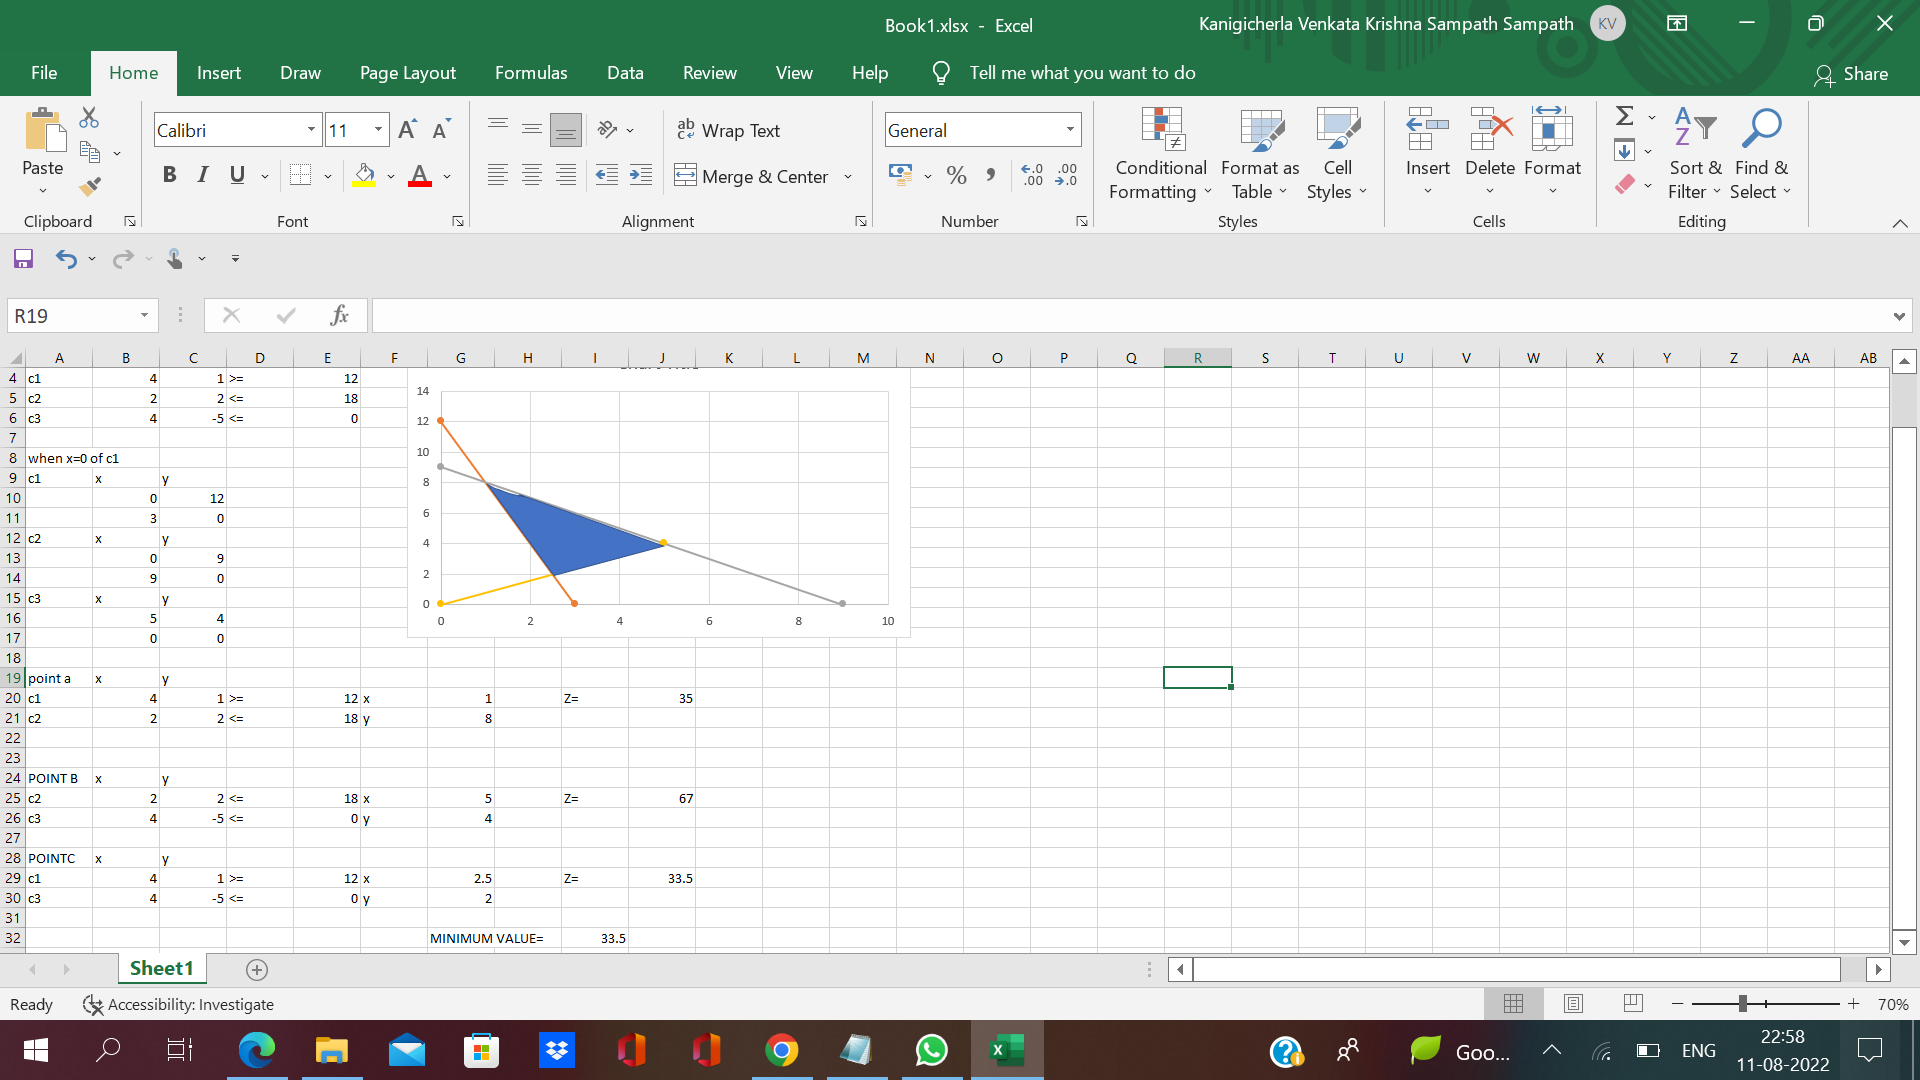 Book1.xlsx - Excel
Kanigicherla Venkata Krishna Sampath Sampath KV
File Home Insert Draw Page Layout Formulas Data Review View Help Tell me what you want to do Share
Calibri 11 ab Wrap Text General
Paste B I U A Merge & Center % Conditional Formatting Format as Table Cell Styles Insert Delete Format Sort & Filter Find & Select
Clipboard Font Alignment Number Styles Cells Editing
R19 fx
A B C D E F G H I J K L M N O P Q R S T U V W X Y Z AA AB
4 c1 4 1 >= 12
5 c2 2 2 <= 18
6 c3 4 -5 <= 0
7
8 when x=0 of c1
9 c1 x y
10 0 12
11 3 0
12 c2 x y
13 0 9
14 9 0
15 c3 x y
16 5 4
17 0 0
14
12
10
8
6
4
2
0
0 2 4 6 8 10
18
19 point a x y
20 c1 4 1 >= 12 x 1 Z= 35
21 c2 2 2 <= 18 y 8
22
23
24 POINT B x y
25 c2 2 2 <= 18 x 5 Z= 67
26 c3 4 -5 <= 0 y 4
27
28 POINTC x y
29 c1 4 1 >= 12 x 2.5 Z= 33.5
30 c3 4 -5 <= 0 y 2
31
32 MINIMUM VALUE= 33.5
Sheet1
Ready Accessibility: Investigate 70%
Goo... ENG 22:58
11-08-2022